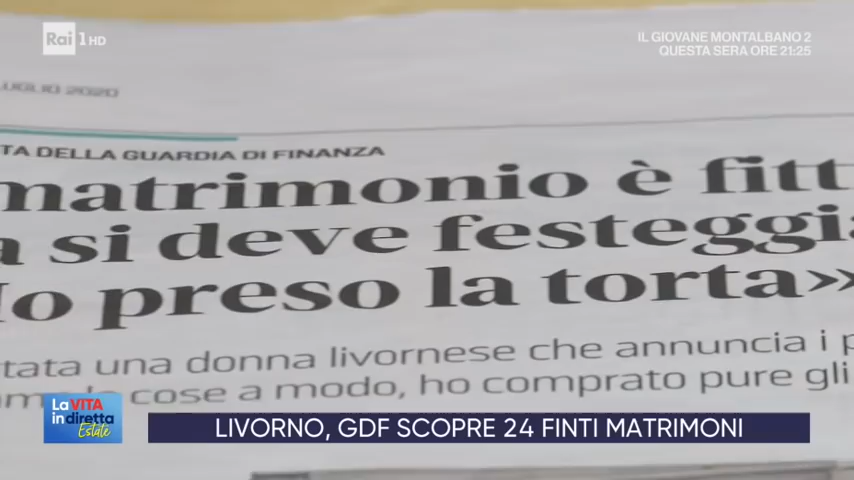 Rai 1 HD
IL GIOVANE MONTALBANO 2
QUESTA SERA ORE 21:25
LUGLIO 2020
TA DELLA GUARDIA DI FINANZA
matrimonio è fitt
a si deve festeggia
Ho preso la torta»
tata una donna livornese che annuncia i p
cose a modo, ho comprato pure gli
La VITA
in diretta
Estate
LIVORNO, GDF SCOPRE 24 FINTI MATRIMONI